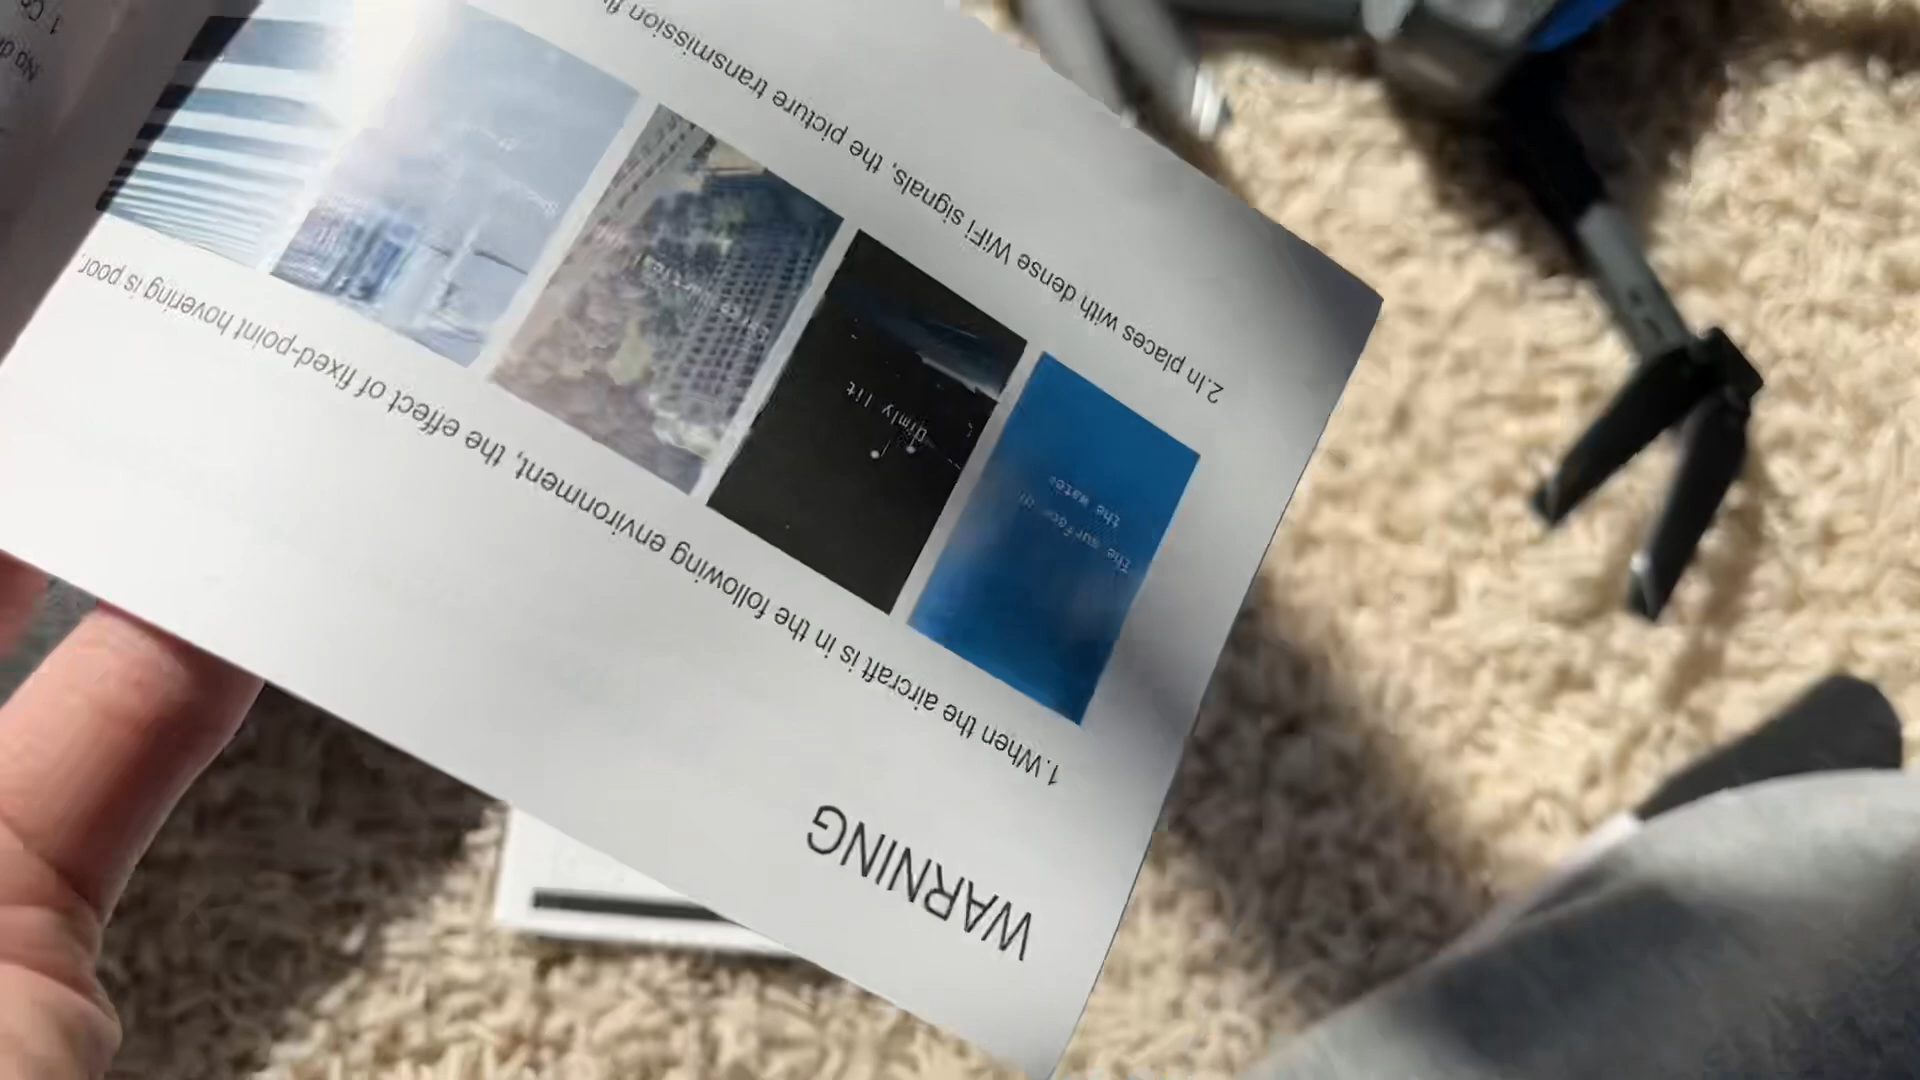 WARNING
1.When the aircraft is in the following environment, the effect of fixed-point hovering is poor.
The surface of
the water
Dimly lit
2.In places with dense WiFi signals, the picture transmission